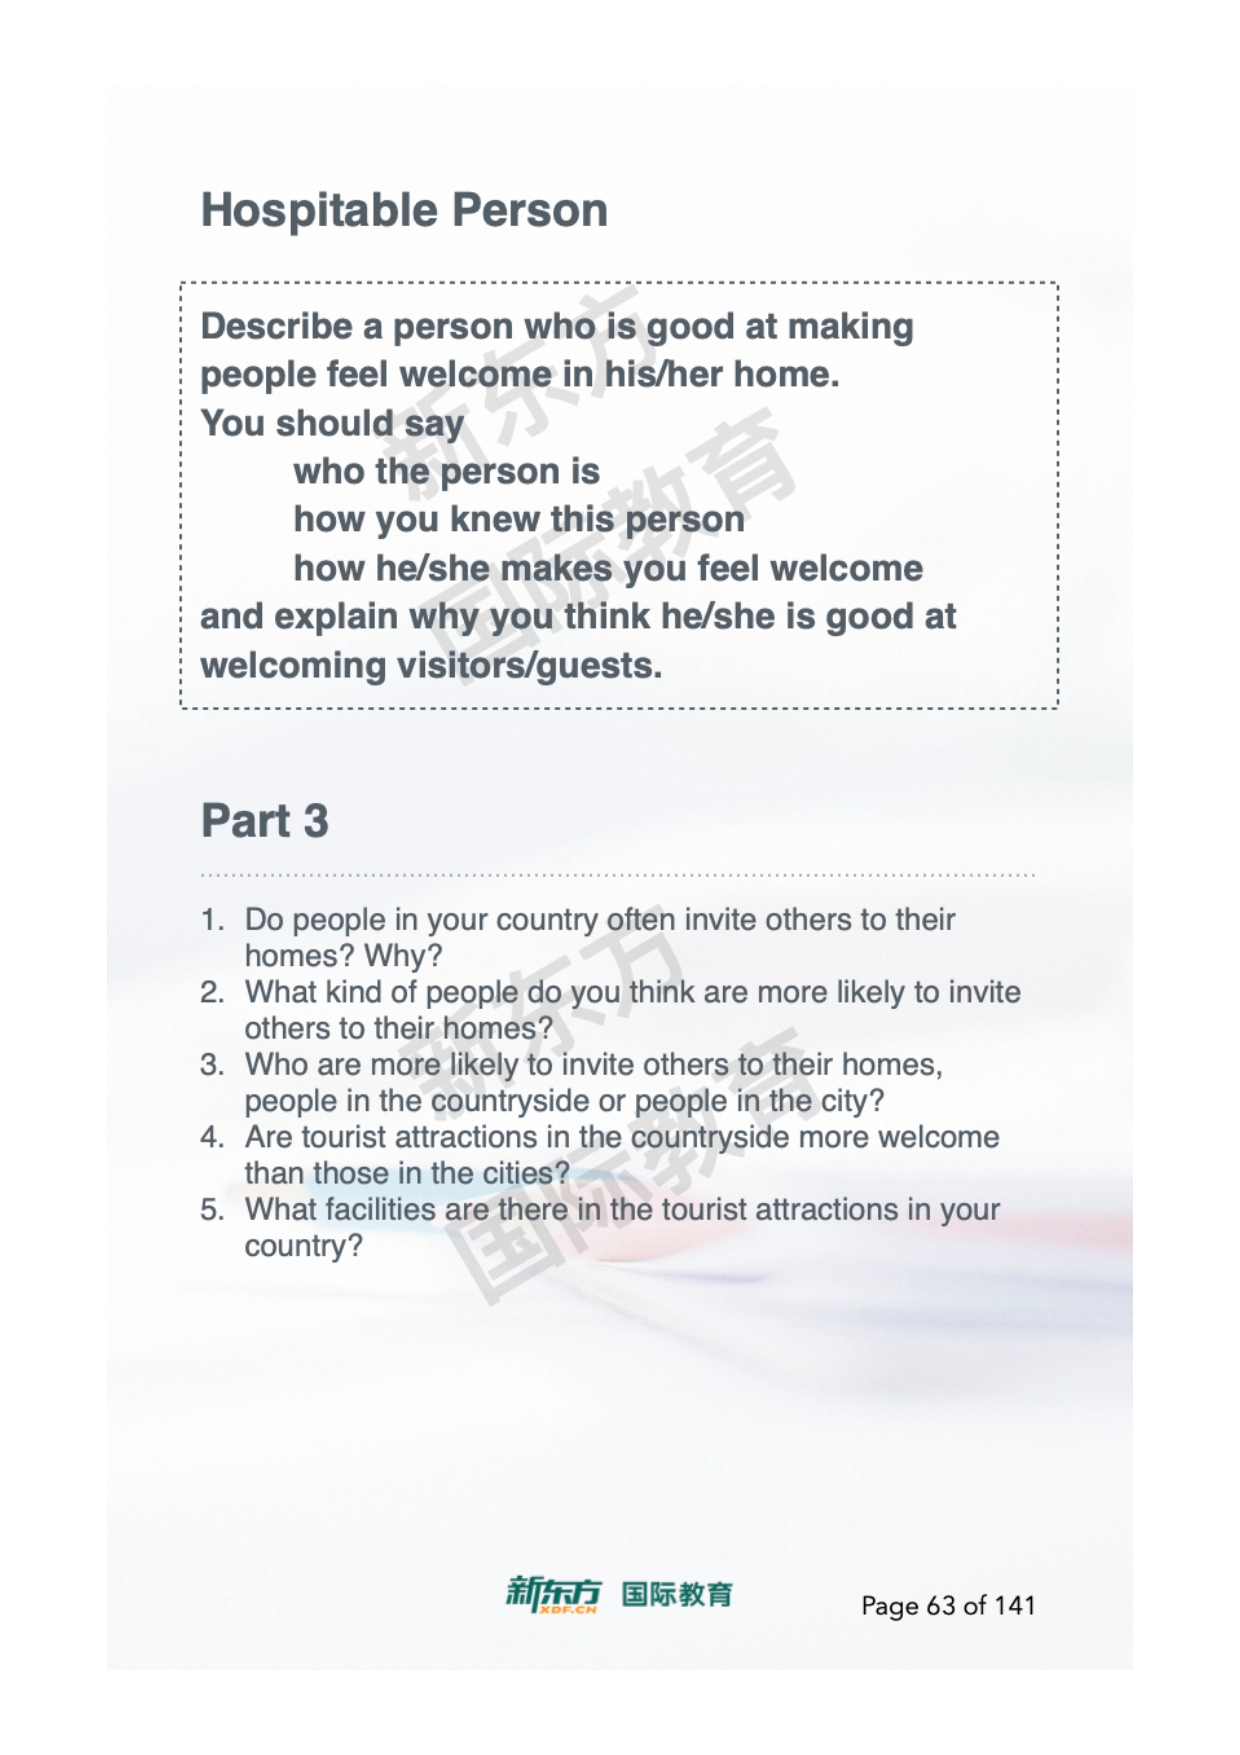 Hospitable Person
Describe a person who is good at making
people feel welcome in his/her home.
You should say
who the person is
how you knew this person
how he/she makes you feel welcome
and explain why you think he/she is good at
welcoming visitors/guests.
新东方
国际教育
Part 3
1. Do people in your country often invite others to their
homes? Why?
2. What kind of people do you think are more likely to invite
others to their homes?
3. Who are more likely to invite others to their homes,
people in the countryside or people in the city?
4. Are tourist attractions in the countryside more welcome
than those in the cities?
5. What facilities are there in the tourist attractions in your
country?
新东方
国际教育
新东方 国际教育
XDF.CN
Page 63 of 141